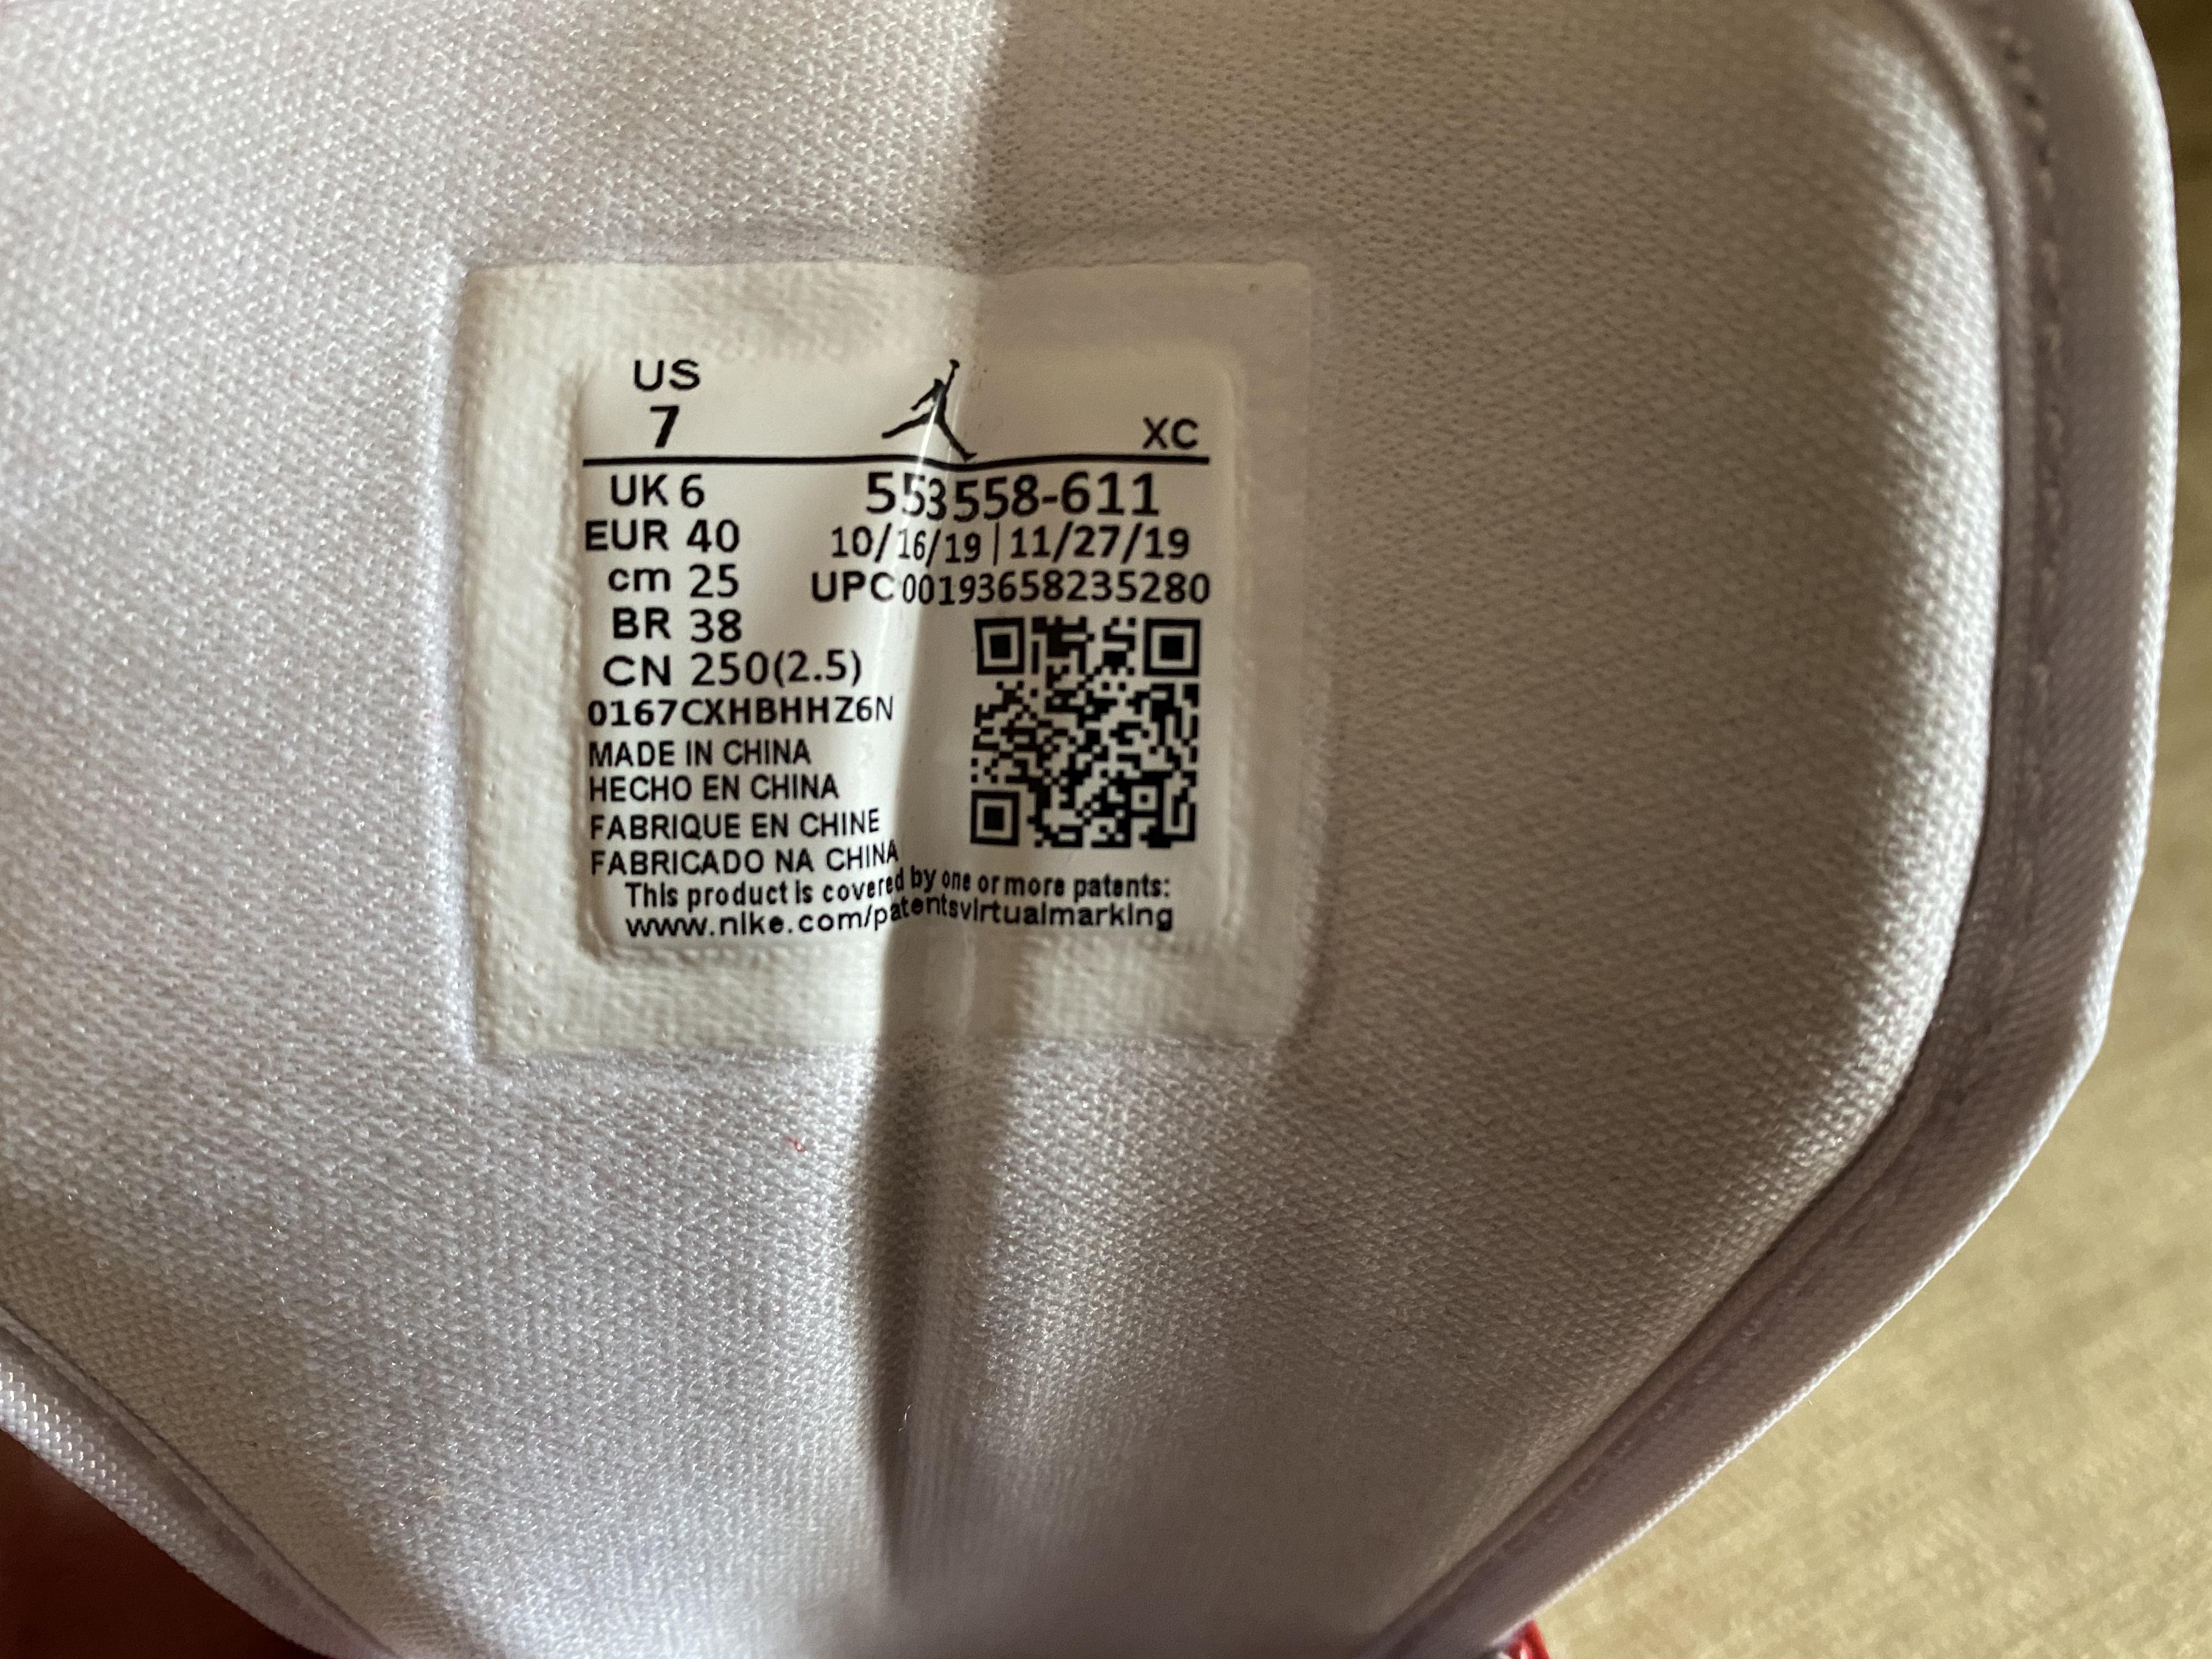 US
7
XC
UK 6
553558-611
EUR 40
10/16/19 | 11/27/19
cm 25
UPC 00193658235280
BR 38
CN 250(2.5)
0167CXHBHHZ6N
MADE IN CHINA
HECHO EN CHINA
FABRIQUE EN CHINE
FABRICADO NA CHINA
This product is covered by one or more patents:
www.nike.com/patentsvirtualmarking